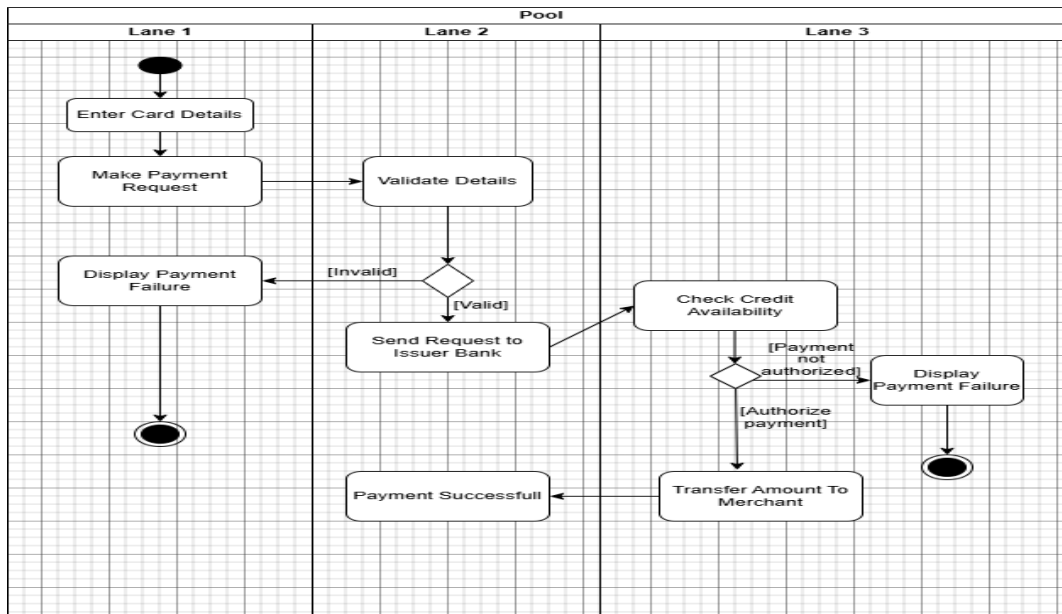 Pool
Lane 1
Lane 2
Lane 3
Enter Card Details
Make Payment
Request
Validate Details
Display Payment
Failure
[Invalid]
[Valid]
Send Request to
Issuer Bank
Check Credit
Availability
[Payment
not
authorized]
Display
Payment Failure
[Authorize
payment]
Payment Successfull
Transfer Amount To
Merchant